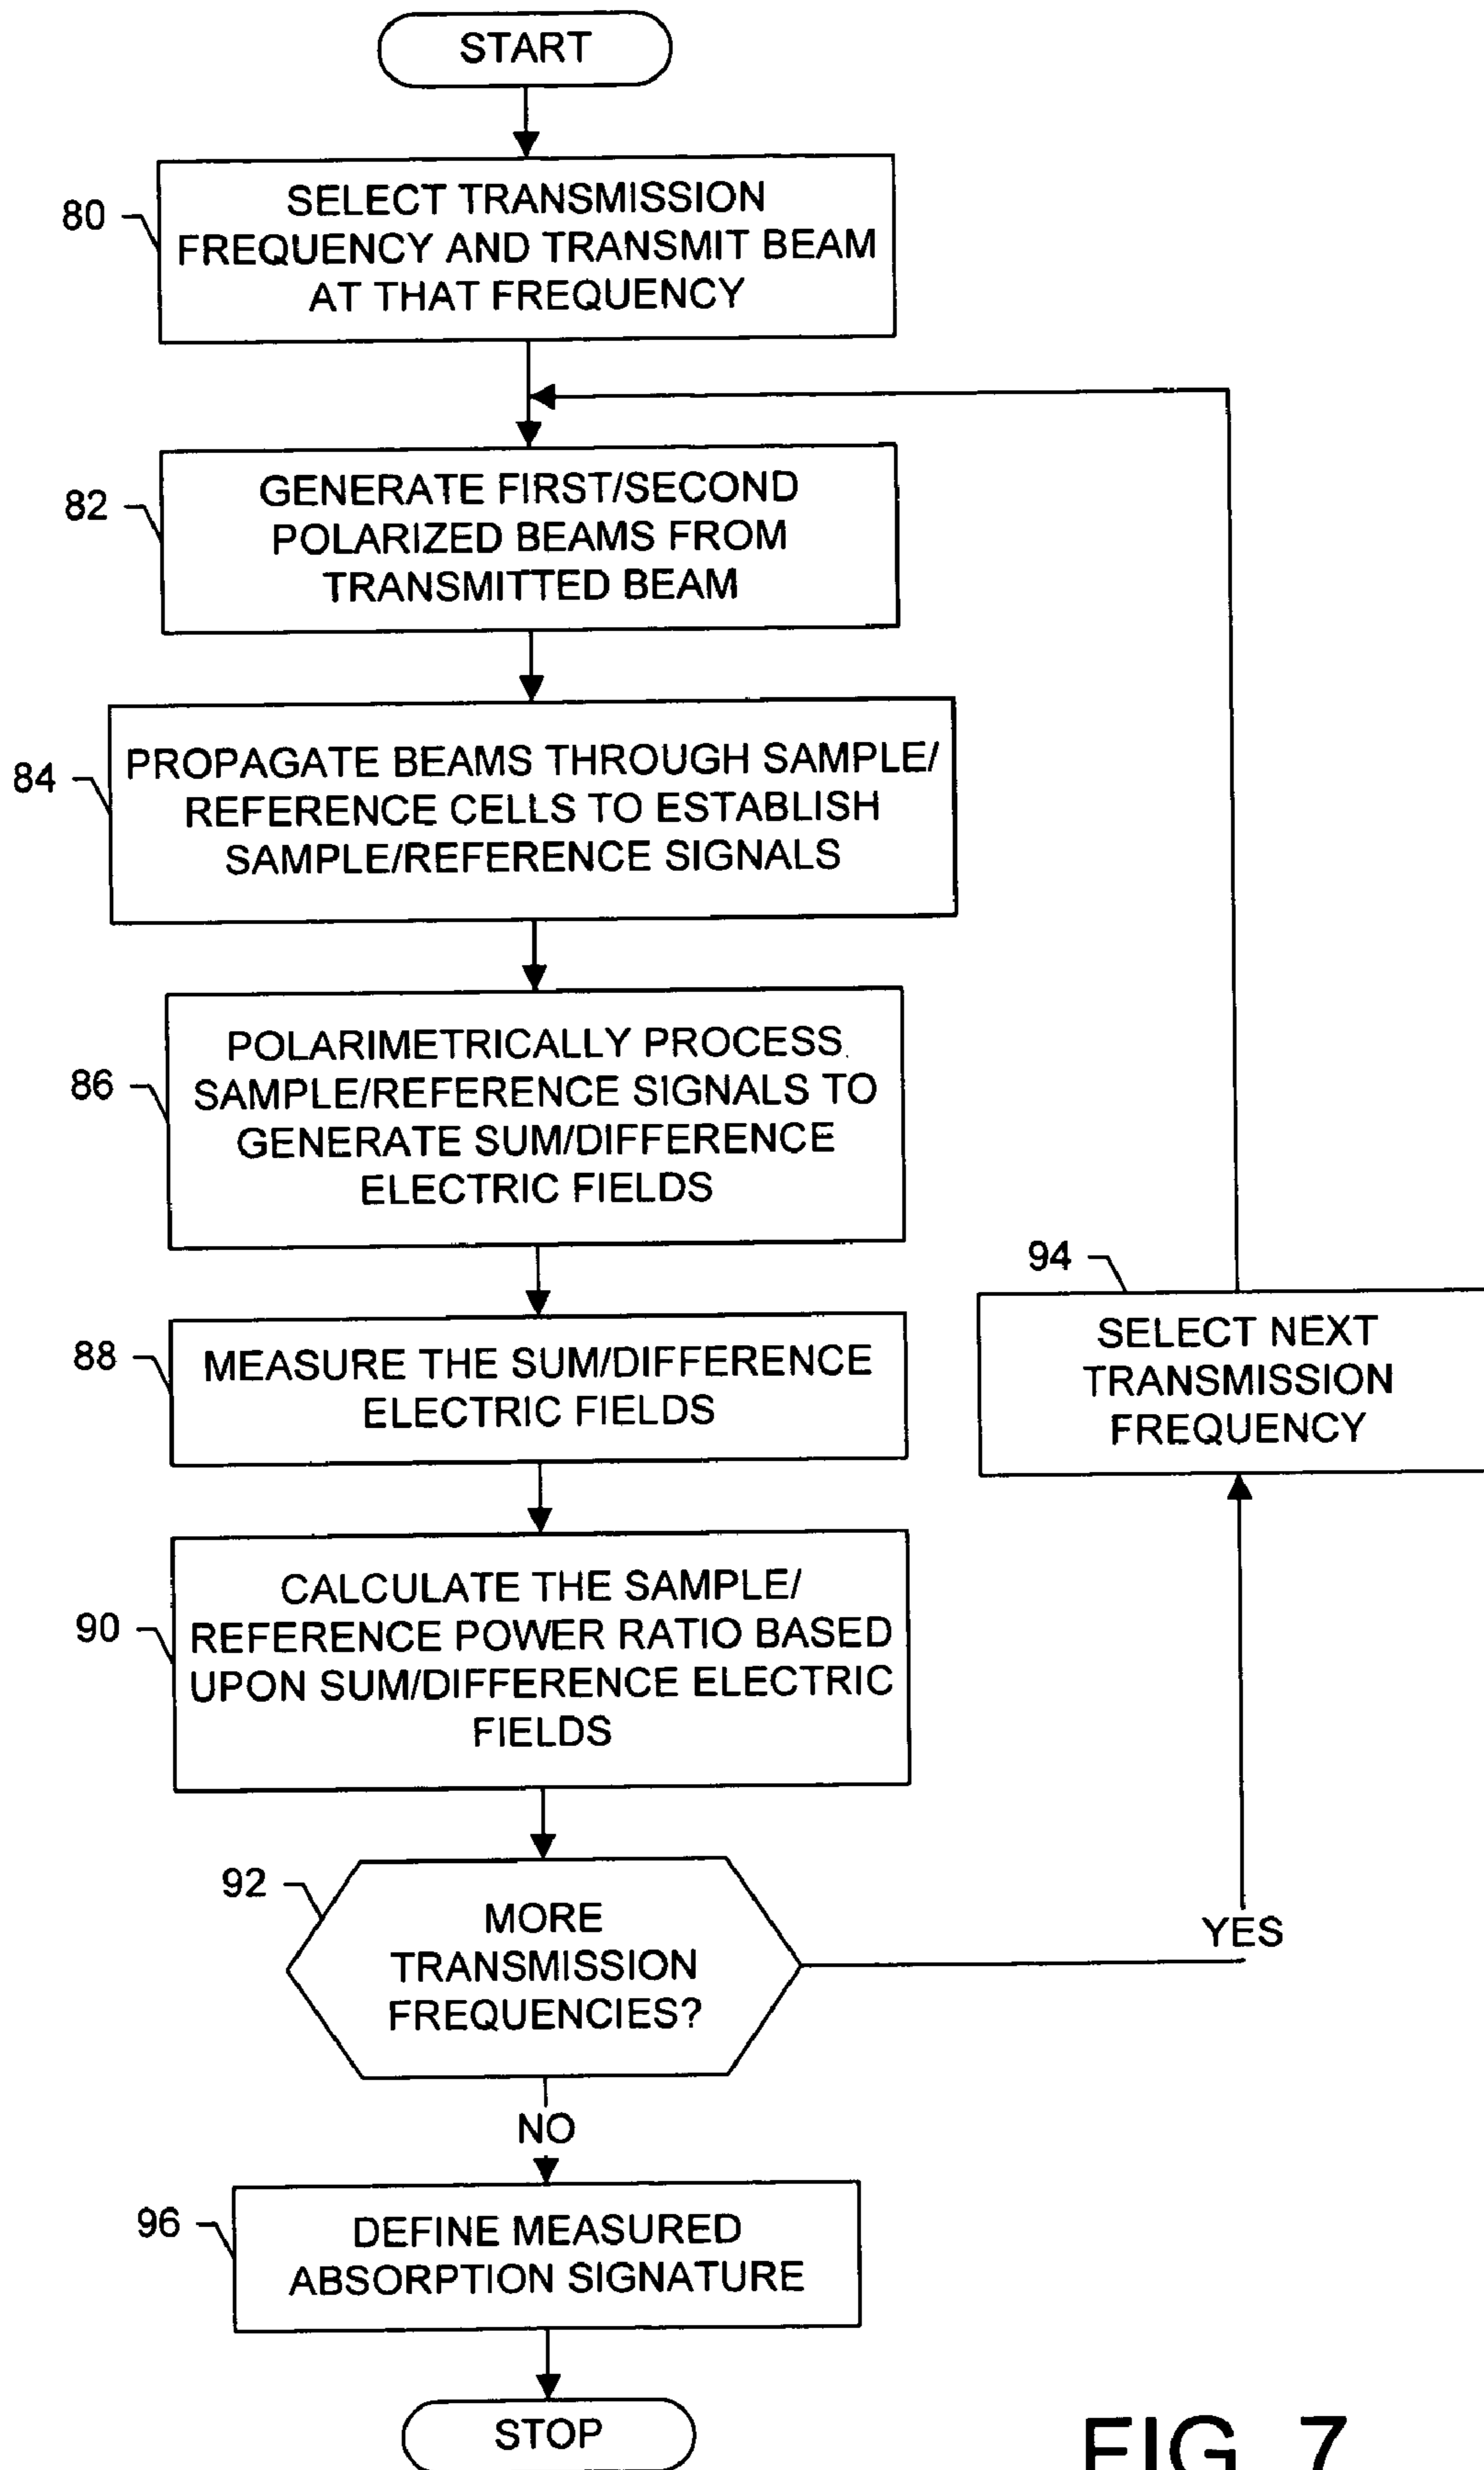 START
80
SELECT TRANSMISSION
FREQUENCY AND TRANSMIT BEAM
AT THAT FREQUENCY
82
GENERATE FIRST/SECOND
POLARIZED BEAMS FROM
TRANSMITTED BEAM
84
PROPAGATE BEAMS THROUGH SAMPLE/
REFERENCE CELLS TO ESTABLISH
SAMPLE/REFERENCE SIGNALS
86
POLARIMETRICALLY PROCESS
SAMPLE/REFERENCE SIGNALS TO
GENERATE SUM/DIFFERENCE
ELECTRIC FIELDS
88
MEASURE THE SUM/DIFFERENCE
ELECTRIC FIELDS
90
CALCULATE THE SAMPLE/
REFERENCE POWER RATIO BASED
UPON SUM/DIFFERENCE ELECTRIC
FIELDS
92
MORE
TRANSMISSION
FREQUENCIES?
YES
94
SELECT NEXT
TRANSMISSION
FREQUENCY
NO
96
DEFINE MEASURED
ABSORPTION SIGNATURE
STOP
FIG. 7